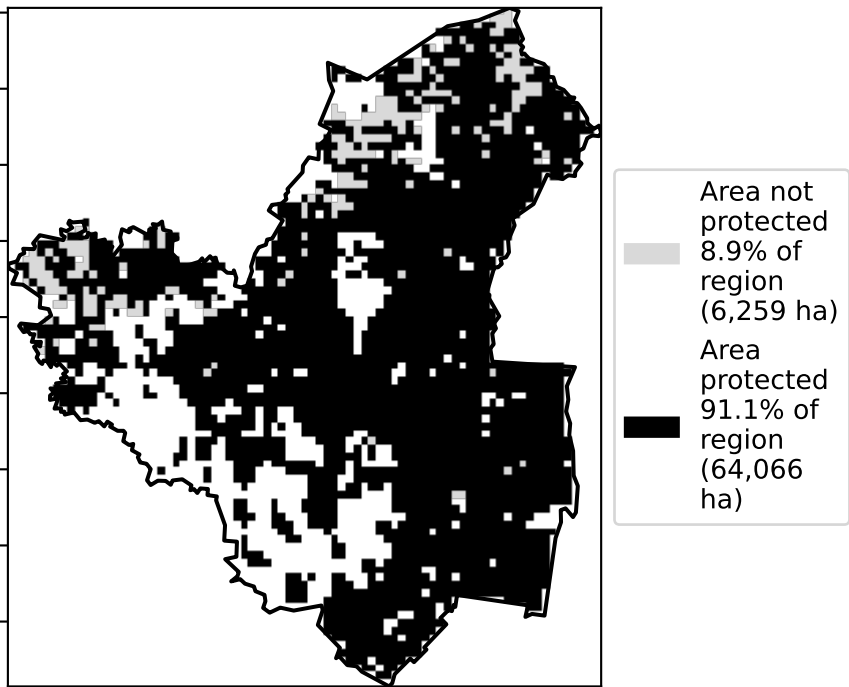 Area not
protected
8.9% of
region
(6,259 ha)
Area
protected
91.1% of
region
(64,066
ha)